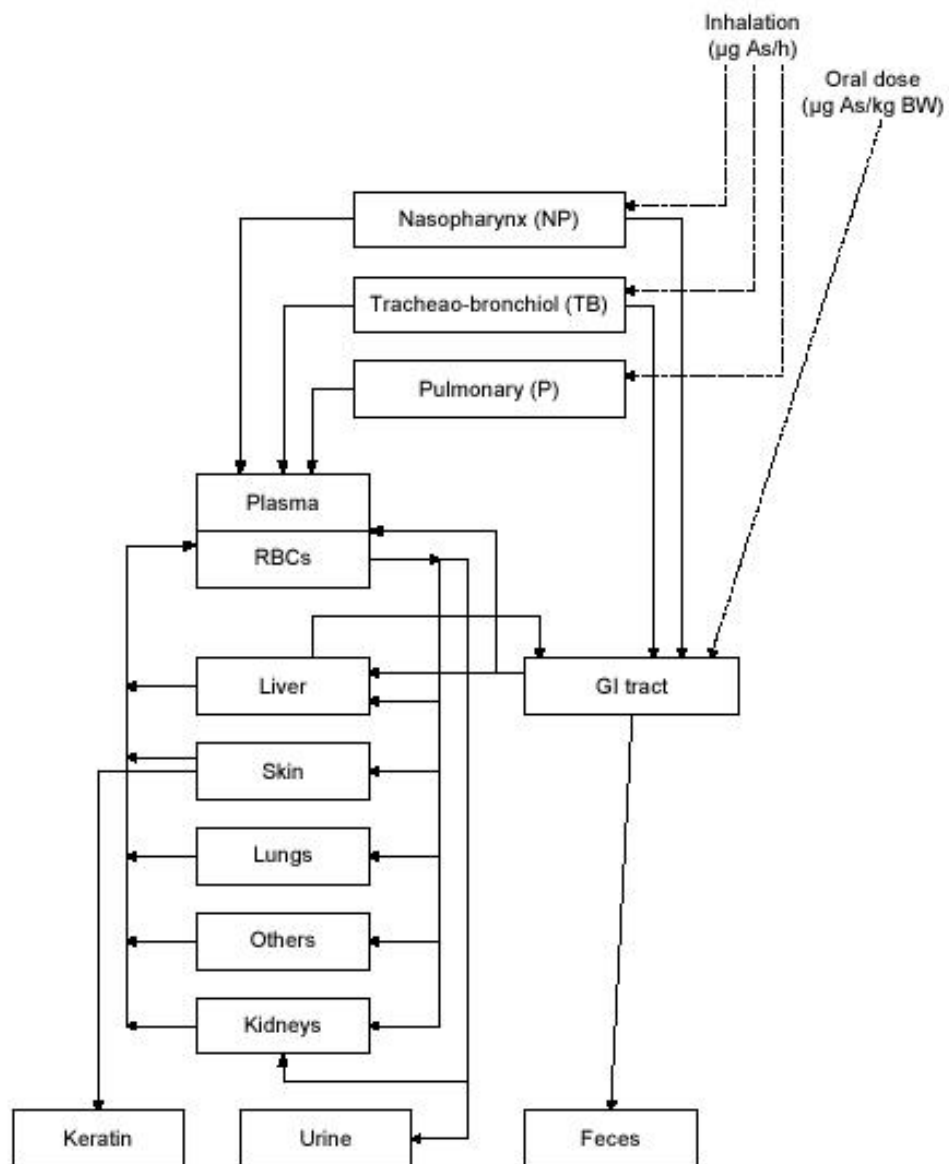 Inhalation
(µg As/h)
Oral dose
(µg As/kg BW)
Nasopharynx (NP)
Tracheao-bronchiol (TB)
Pulmonary (P)
Plasma
RBCs
Liver
GI tract
Skin
Lungs
Others
Kidneys
Keratin
Urine
Feces